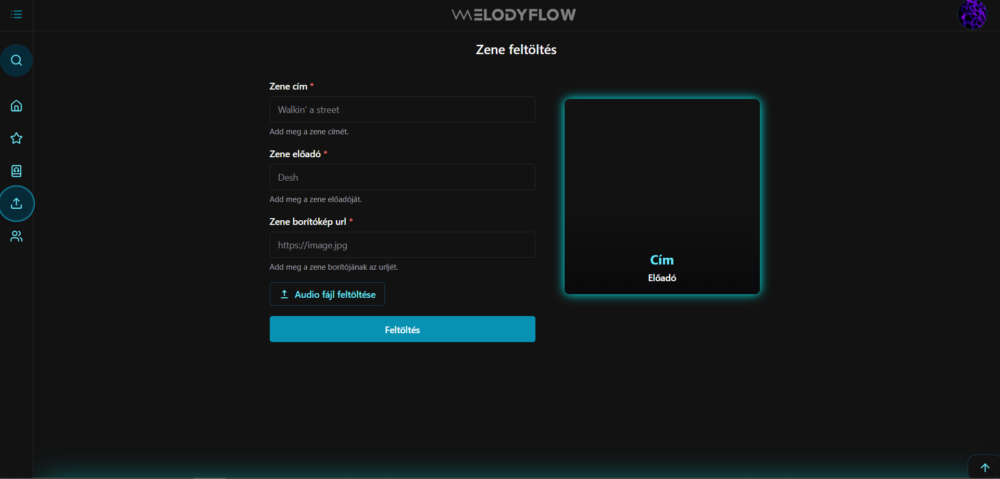 MELODYFLOW
Zene feltöltés
Zene cím *
Walkin' a street
Add meg a zene címét.
Zene előadó *
Desh
Add meg a zene előadóját.
Zene borítókép url *
https://image.jpg
Add meg a zene borítójának az urljét.
Audio fájl feltöltése
Feltöltés
Cím
Előadó